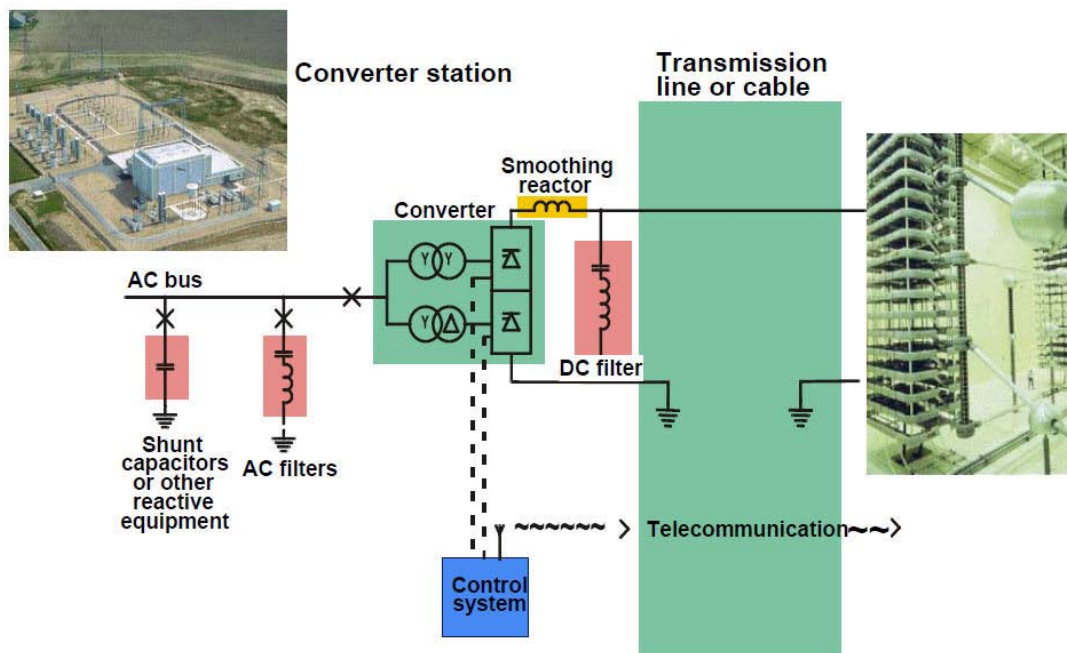 Converter station
Transmission
line or cable
Smoothing
reactor
Converter
AC bus
Y Y
Y Δ
DC filter
Shunt
capacitors
or other
reactive
equipment
AC filters
Telecommunication
Control
system